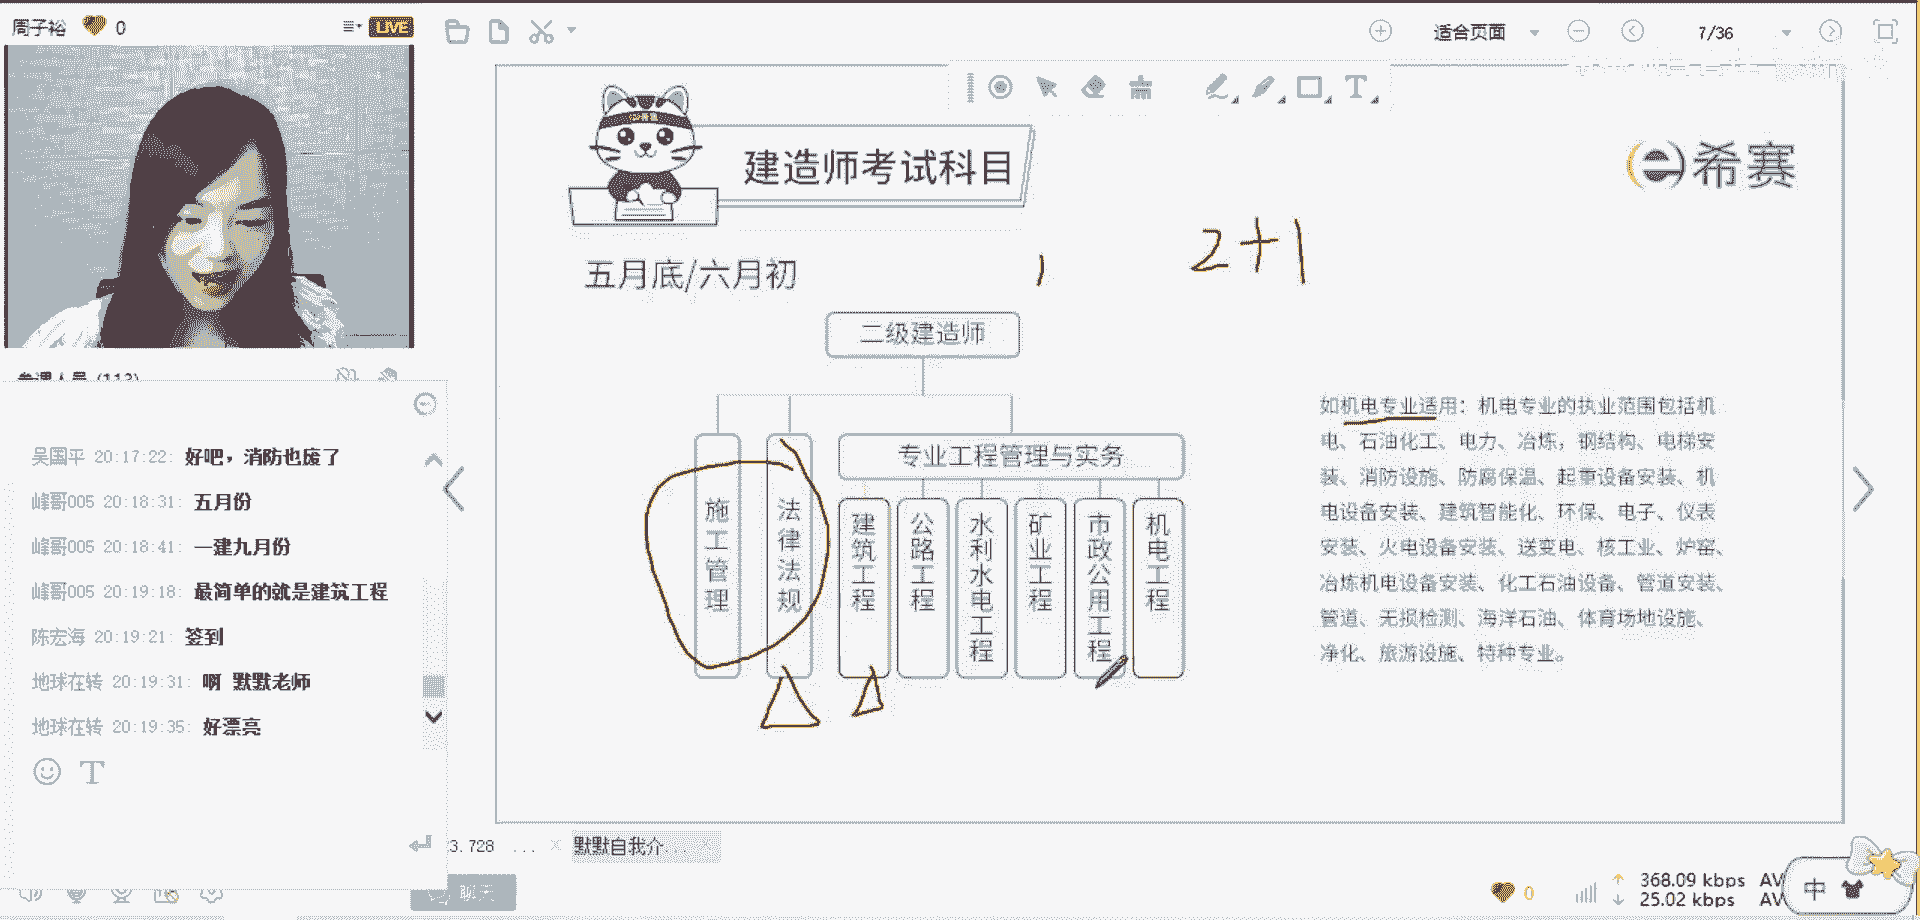 周子裕 0 LIVE
适合页面 7/36
建造师考试科目
希赛
五月底/六月初
1 2+1
二级建造师
专业工程管理与实务
施工管理
法律法规
建筑工程
公路工程
水利水电工程
矿业工程
市政公用工程
机电工程
如机电专业适用：机电专业的执业范围包括机
电、石油化工、电力、冶炼，钢结构、电梯安
装、消防设施、防腐保温、起重设备安装、机
电设备安装、建筑智能化、环保、电子、仪表
安装、火电设备安装、送变电、核工业、炉窑、
冶炼机电设备安装、化工石油设备、管道安装、
管道、无损检测、海洋石油、体育场地设施、
净化、旅游设施、特种专业。
吴国平 20:17:22: 好吧，消防也废了
峰哥005 20:18:31: 五月份
峰哥005 20:18:41: 一建九月份
峰哥005 20:19:18: 最简单的就是建筑工程
陈宏海 20:19:21: 签到
地球在转 20:19:31: 啊 默默老师
地球在转 20:19:35: 好漂亮
3.728 ... 默默自我介...
聊天
0
368.09 kbps AV
25.02 kbps AV
中